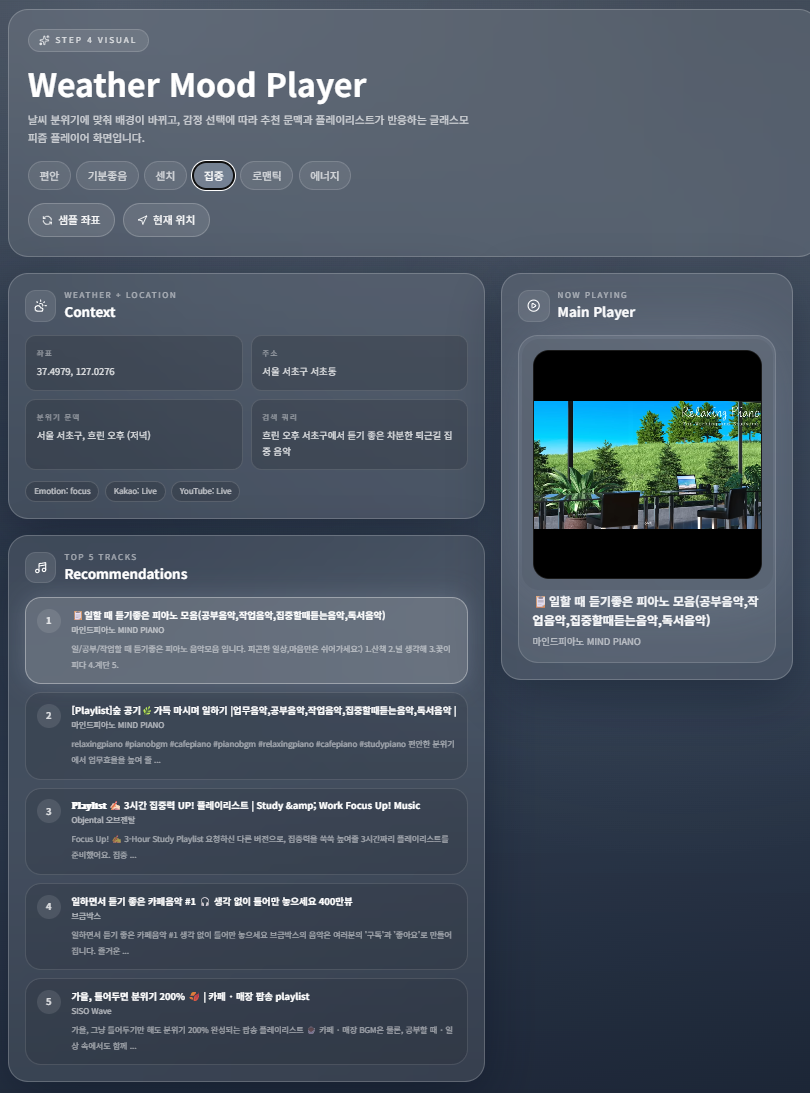 STEP 4 VISUAL
Weather Mood Player
날씨 분위기에 맞춰 배경이 바뀌고, 감정 선택에 따라 추천 문맥과 플레이리스트가 반응하는 글래스모
피즘 플레이어 화면입니다.
편안 기분좋음 센치 집중 로맨틱 에너지
샘플 좌표 현재 위치
WEATHER + LOCATION
Context
좌표
37.4979, 127.0276
주소
서울 서초구 서초동
분위기 문맥
서울 서초구, 흐린 오후 (저녁)
검색 쿼리
흐린 오후 서초구에서 듣기 좋은 차분한 퇴근길 집
중 음악
Emotion: focus Kakao: Live YouTube: Live
TOP 5 TRACKS
Recommendations
1
일할 때 듣기좋은 피아노 모음(공부음악,작업음악,집중할때듣는음악,독서음악)
마인드피아노 MIND PIANO
일/공부/작업할 때 듣기좋은 피아노 음악모음 입니다. 피곤한 일상,마음만은 쉬어가세요:) 1.산책 2.널 생각해 3.꽃이
피다 4.계단 5.
2
[Playlist]숲 공기🌿 가득 마시며 일하기 |업무음악,공부음악,작업음악,집중할때듣는음악,독서음악 |
마인드피아노 MIND PIANO
relaxingpiano #pianobgm #cafepiano #pianobgm #relaxingpiano #cafepiano #studypiano 편안한 분위기
에서 업무효율을 높여 줄 ...
3
Playlist ✍🏻 3시간 집중력 UP! 플레이리스트 | Study &amp; Work Focus Up! Music
Objental 오브젠탈
Focus Up! ✍️ 3-Hour Study Playlist 요청하신 다른 버전으로, 집중력을 쑥쑥 높여줄 3시간짜리 플레이리스트를
준비했어요. 집중 ...
4
일하면서 듣기 좋은 카페음악 #1 🎧 생각 없이 틀어만 놓으세요 400만뷰
브금박스
일하면서 듣기 좋은 카페음악 #1 생각 없이 틀어만 놓으세요 브금박스의 음악은 여러분의 '구독'과 '좋아요'로 만들어
집니다. 즐거운 ...
5
가을, 틀어두면 분위기 200% 🍂 | 카페・매장 팝송 playlist
SISO Wave
가을, 그냥 틀어두기만 해도 분위기 200% 완성되는 팝송 플레이리스트 카페・매장 BGM은 물론, 공부할 때・일
상 속에서도 함께 ...
NOW PLAYING
Main Player
Relaxing Piano
일할 때 듣기좋은 피아노 모음(공부음악,작
업음악,집중할때듣는음악,독서음악)
마인드피아노 MIND PIANO